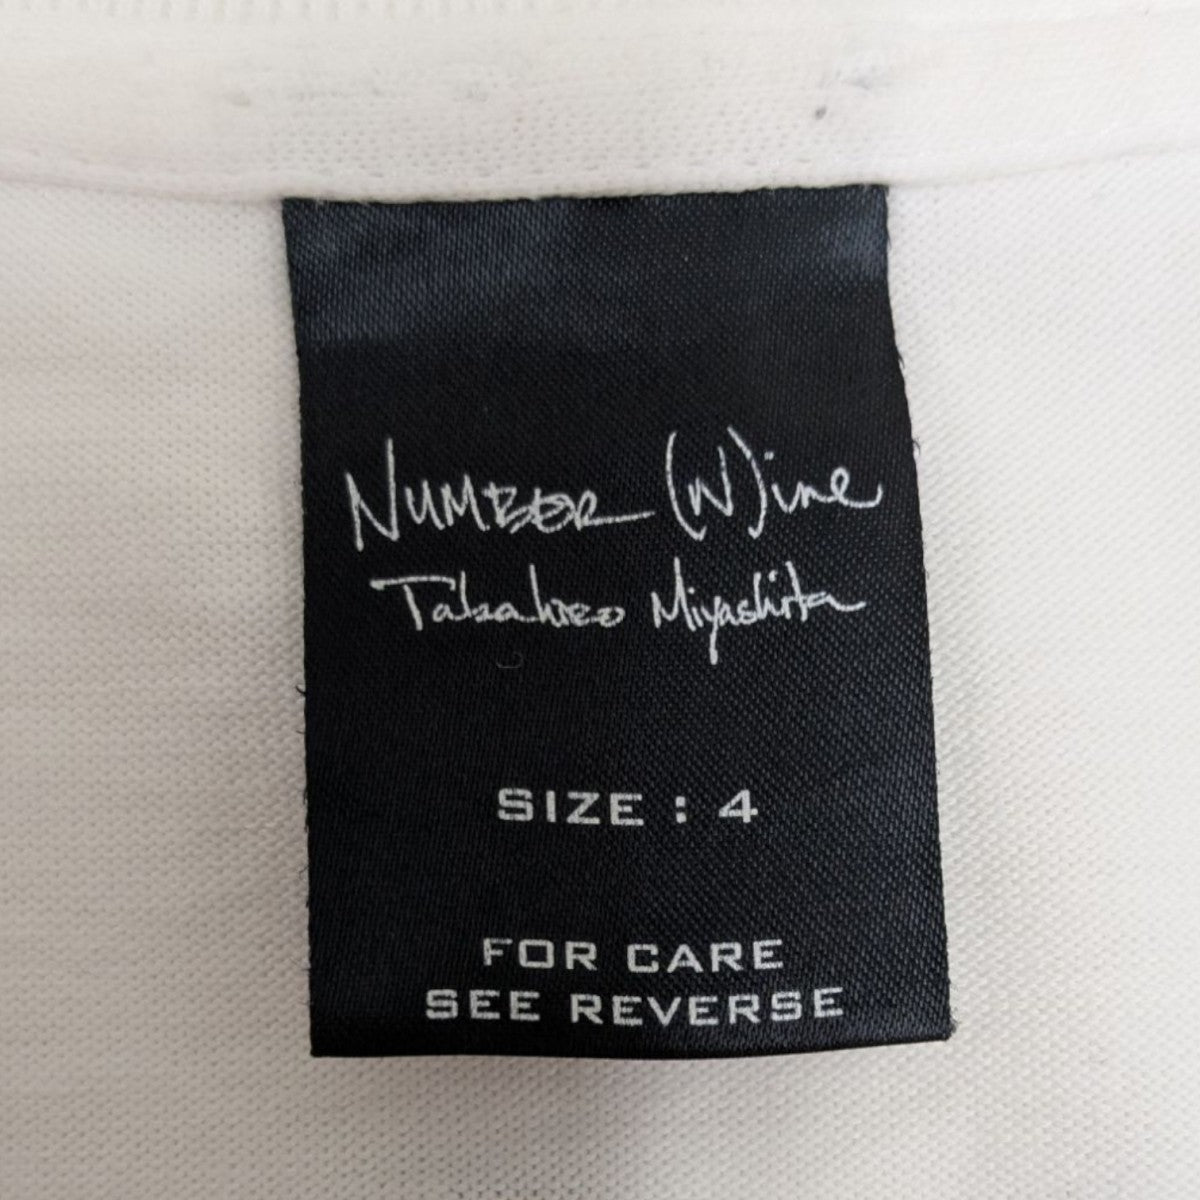 NUMBER (N)ine
Takahiro Miyashita
SIZE : 4
FOR CARE
SEE REVERSE